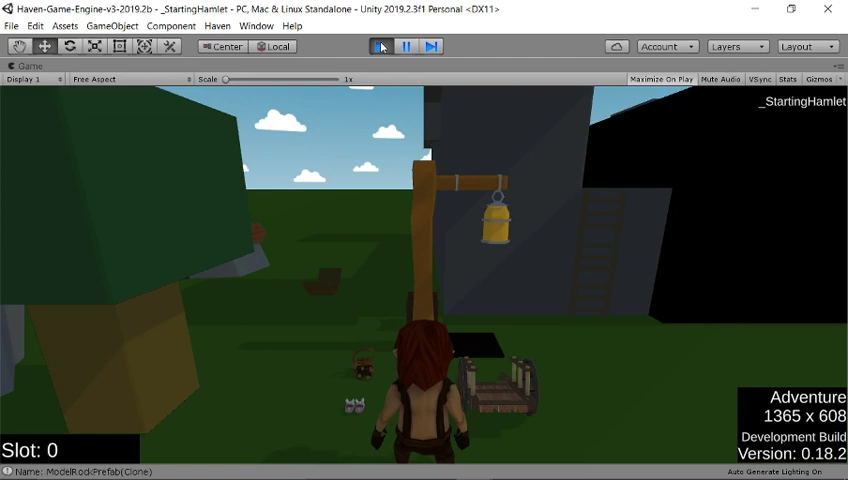 Haven-Game-Engine-v3-2019.2b - _StartingHamlet - PC, Mac & Linux Standalone - Unity 2019.2.3f1 Personal <DX11>
File Edit Assets GameObject Component Haven Window Help
Center Local Account Layers Layout
Game
Display 1 Free Aspect Scale 1x Maximize On Play Mute Audio VSync Stats Gizmos
_StartingHamlet
Adventure
1365 x 608
Development Build
Slot: 0
Version: 0.18.2
Name: ModelRockPrefab(Clone)
Auto Generate Lighting On